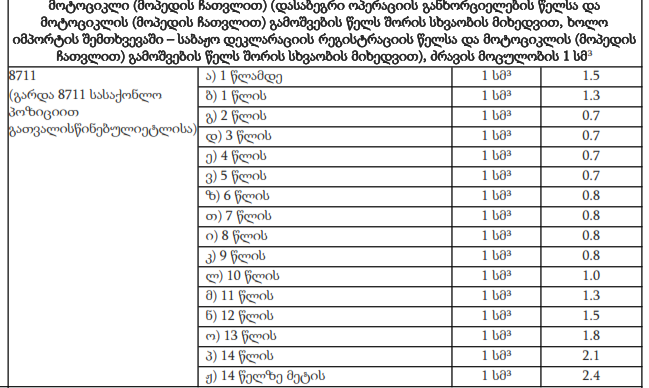 მოტოციკლი (მოპედის ჩათვლით) (დასაბეგრი ოპერაციის განხორციელების წელსა და
მოტოციკლის (მოპედის ჩათვლით) გამოშვების წელს შორის სხვაობის მიხედვით, ხოლო
იმპორტის შემთხვევაში – საბაჟო დეკლარაციის რეგისტრაციის წელსა და მოტოციკლის (მოპედის
ჩათვლით) გამოშვების წელს შორის სხვაობის მიხედვით), ძრავის მოცულობის 1 სმ³
8711
(გარდა 8711 სასაქონლო
პოზიციით
გათვალისწინებულიეტლისა)
ა) 1 წლამდე 1 სმ³ 1.5
ბ) 1 წლის 1 სმ³ 1.3
გ) 2 წლის 1 სმ³ 0.7
დ) 3 წლის 1 სმ³ 0.7
ე) 4 წლის 1 სმ³ 0.7
ვ) 5 წლის 1 სმ³ 0.7
ზ) 6 წლის 1 სმ³ 0.8
თ) 7 წლის 1 სმ³ 0.8
ი) 8 წლის 1 სმ³ 0.8
კ) 9 წლის 1 სმ³ 0.8
ლ) 10 წლის 1 სმ³ 1.0
მ) 11 წლის 1 სმ³ 1.3
ნ) 12 წლის 1 სმ³ 1.5
ო) 13 წლის 1 სმ³ 1.8
პ) 14 წლის 1 სმ³ 2.1
ჟ) 14 წელზე მეტის 1 სმ³ 2.4